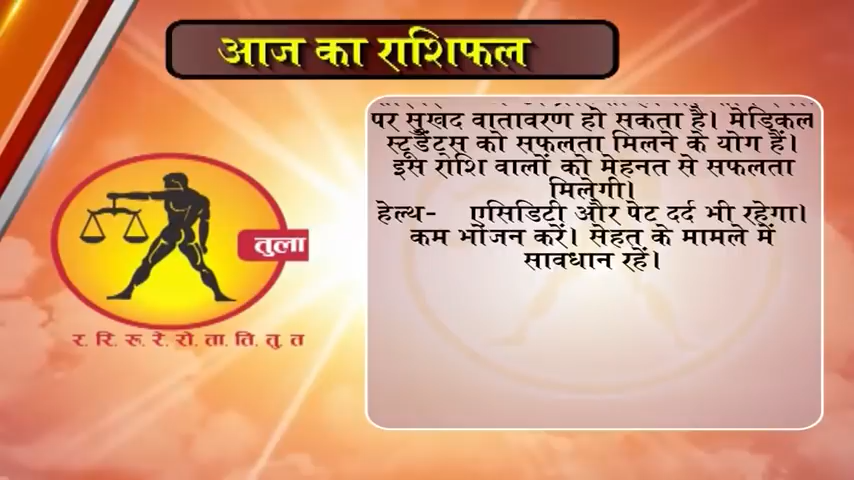 आज का राशिफल
पर सुखद वातावरण हो सकता है। मेडिकल
स्टूडेंट्स को सफलता मिलने के योग हैं।
इस राशि वालों को मेहनत से सफलता
मिलेगी।
हेल्थ- एसिडिटी और पेट दर्द भी रहेगा।
कम भोजन करें। सेहत के मामले में
सावधान रहें।
तुला
र. रि. रू. रे. रो. ता. ति. तु. त